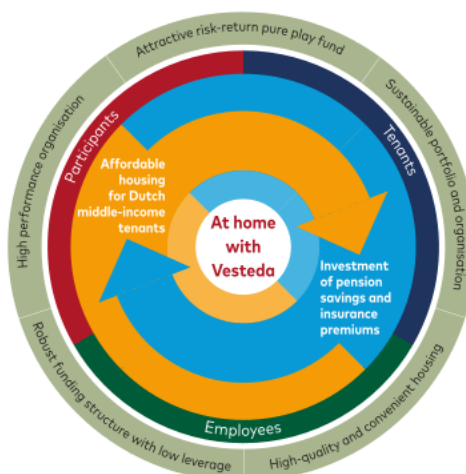 Attractive risk-return pure play fund
Sustainable portfolio and organisation
High-quality and convenient housing
Robust funding structure with low leverage
High performance organisation
Participants
Tenants
Employees
Affordable
housing
for Dutch
middle-income
tenants
At home
with
Vesteda
Investment
of pension
savings and
insurance
premiums